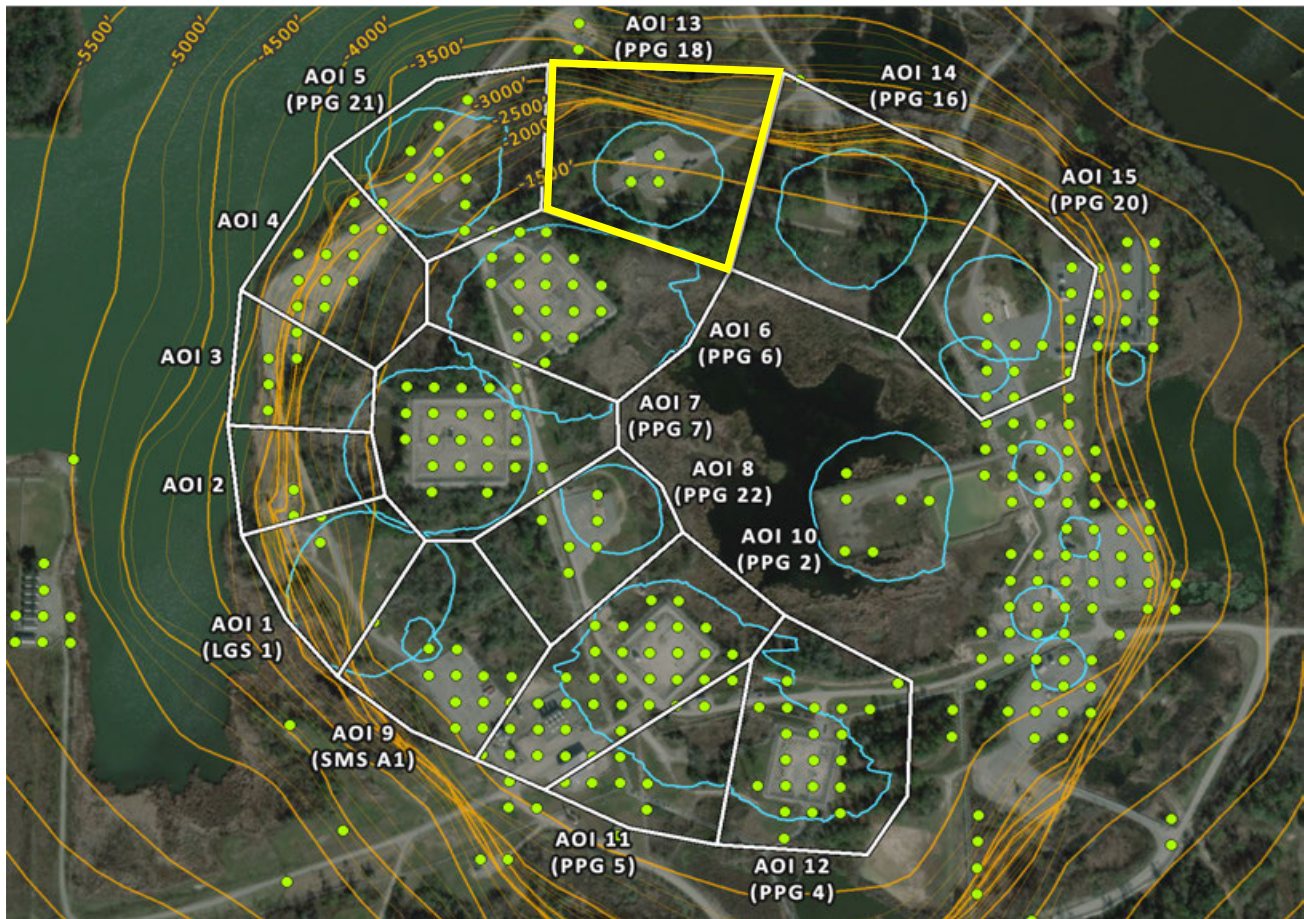 -5500'
-5000'
-4500'
-4000'
-3500'
-3000'
-2500'
-2000'
-1500'
AOI 13
(PPG 18)
AOI 5
(PPG 21)
AOI 14
(PPG 16)
AOI 15
(PPG 20)
AOI 4
AOI 3
AOI 6
(PPG 6)
AOI 7
(PPG 7)
AOI 2
AOI 8
(PPG 22)
AOI 10
(PPG 2)
AOI 1
(LGS 1)
AOI 9
(SMS A1)
AOI 11
(PPG 5)
AOI 12
(PPG 4)